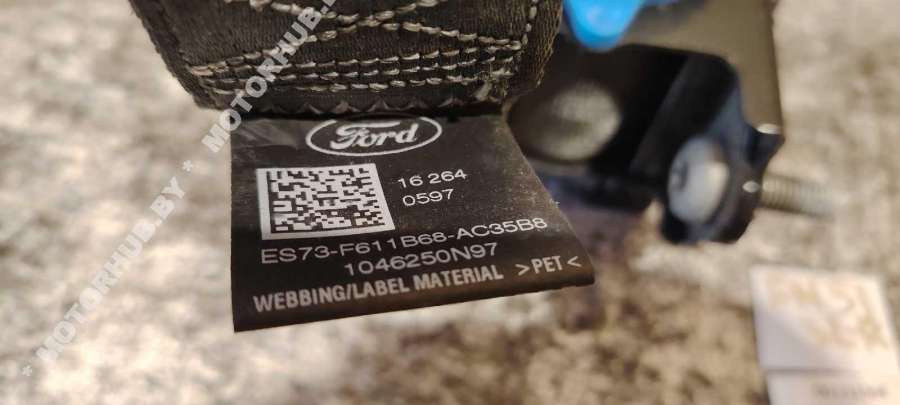 Ford
16 264
0597
ES73-F611B68-AC35B8
1046250N97
WEBBING/LABEL MATERIAL >PET<
* MOTORHUB.BY * MOTORHUB.BY